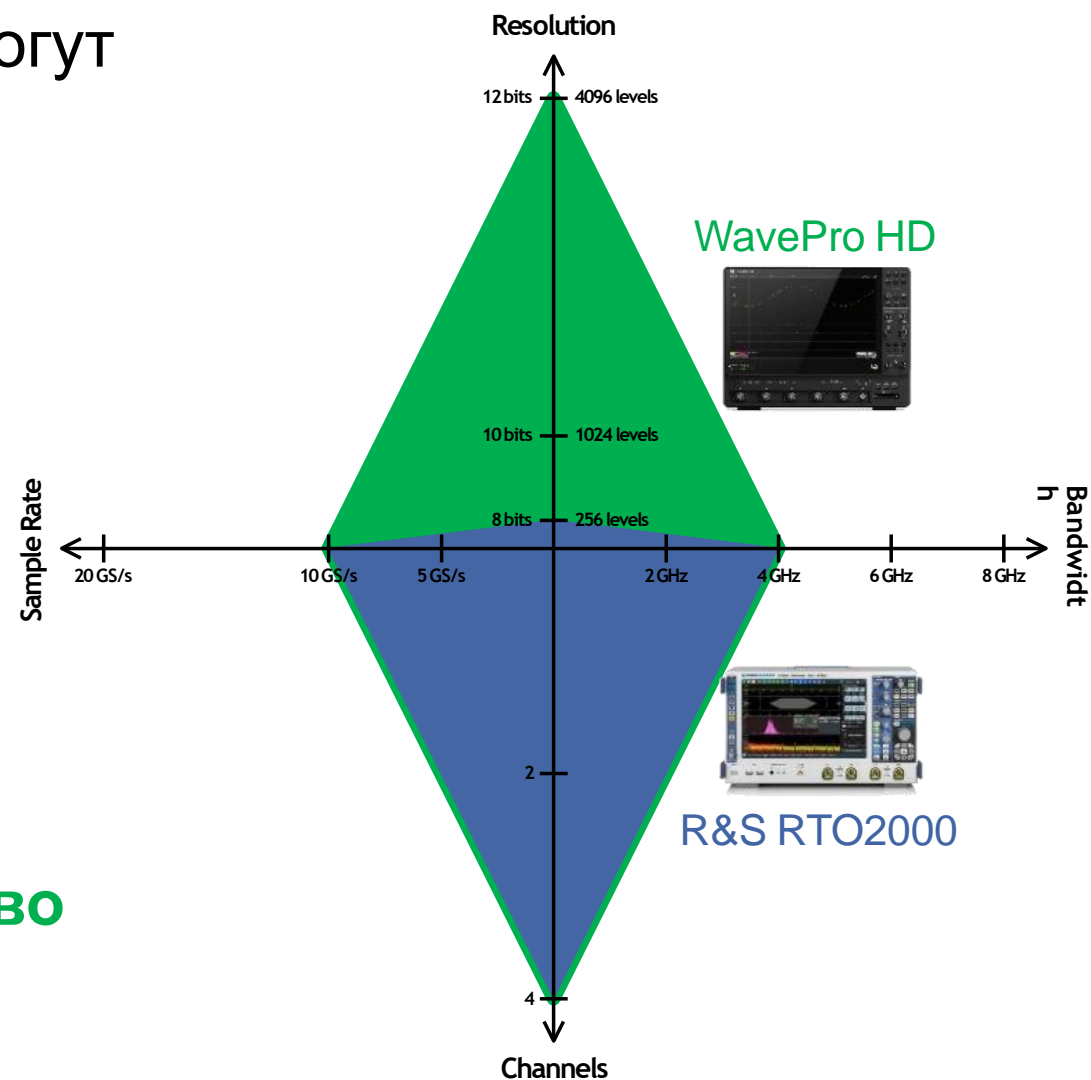 Resolution
огут
12 bits
4096 levels
WavePro HD
10 bits
1024 levels
8 bits
256 levels
Sample Rate
Bandwidt
h
20 GS/s
10 GS/s
5 GS/s
2 GHz
4 GHz
6 GHz
8 GHz
2
R&S RTO2000
во
4
Channels